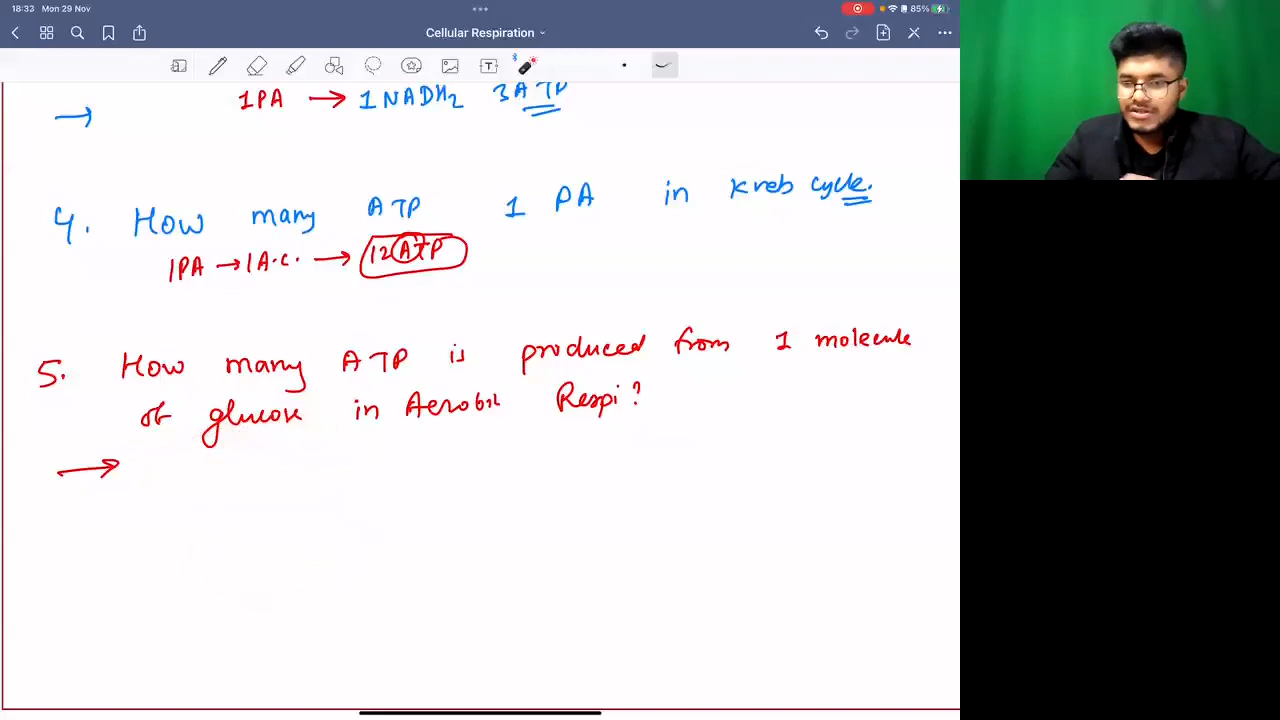 18:33 Mon 29 Nov
85%
Cellular Respiration
1PA → 1NADH2 3ATP
→
4. How many ATP 1 PA in Kreb cycle.
1PA → 1A.C. → 12ATP
5. How many ATP is produced from 1 molecule
of glucose in Aerobic Respi?
→